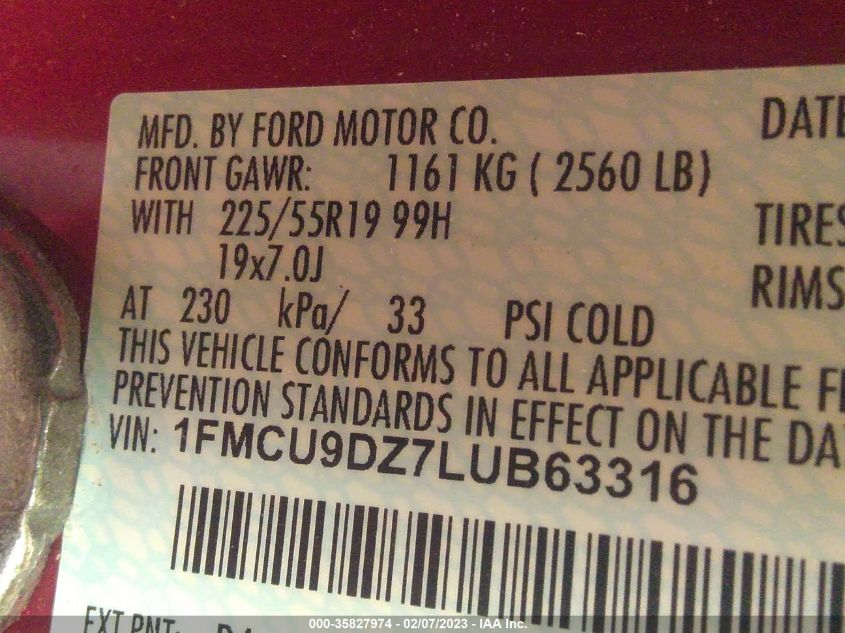 MFD. BY FORD MOTOR CO. DATE
FRONT GAWR: 1161 KG ( 2560 LB)
WITH 225/55R19 99H TIRES
19x7.0J RIMS
AT 230 kPa/ 33 PSI COLD
THIS VEHICLE CONFORMS TO ALL APPLICABLE
PREVENTION STANDARDS IN EFFECT ON THE DA
VIN: 1FMCU9DZ7LUB63316
EXT PNT:
000-35827974 - 02/07/2023 - IAA Inc.